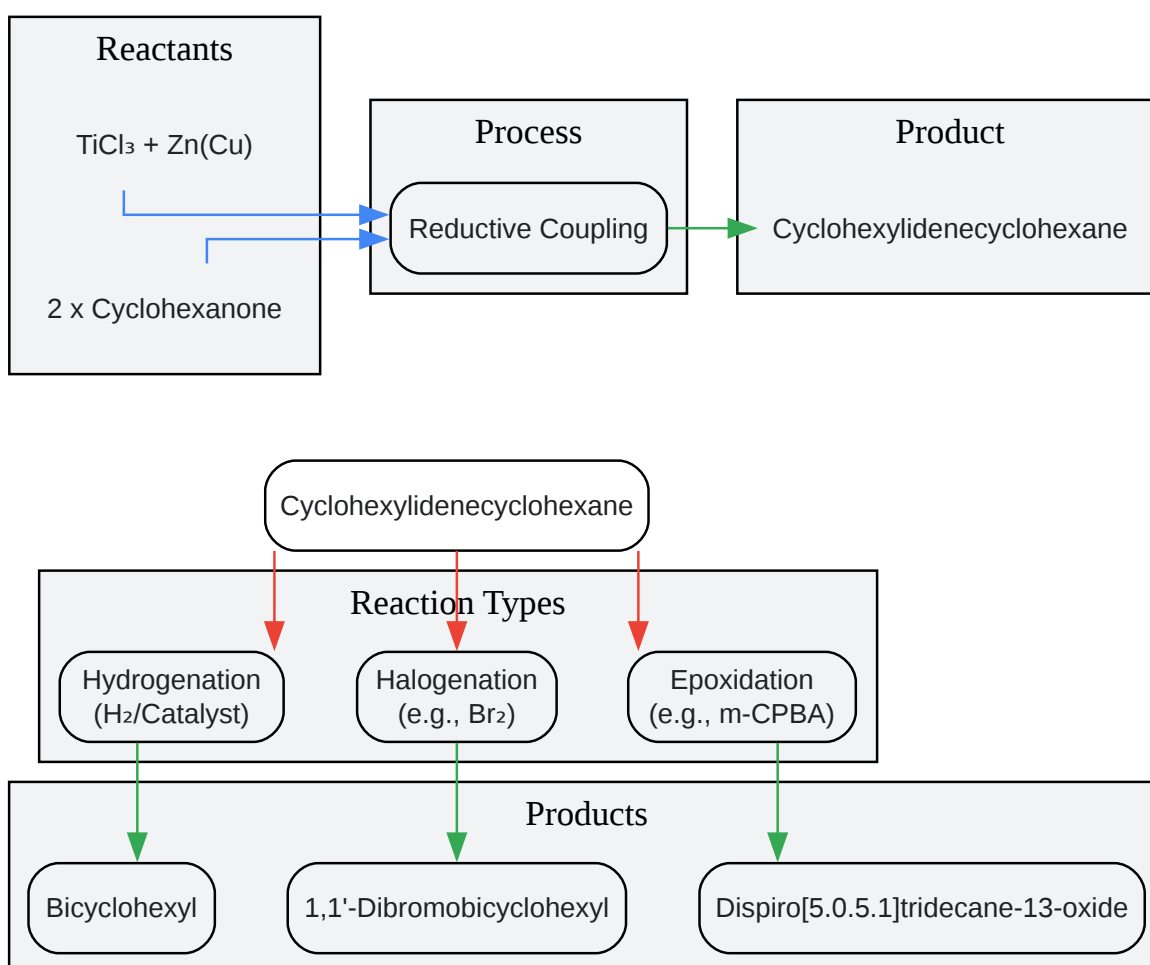 Reactants
TiCl₃ + Zn(Cu)
2 x Cyclohexanone
Process
Reductive Coupling
Product
Cyclohexylidenecyclohexane
Cyclohexylidenecyclohexane
Reaction Types
Hydrogenation
(H₂/Catalyst)
Halogenation
(e.g., Br₂)
Epoxidation
(e.g., m-CPBA)
Products
Bicyclohexyl
1,1'-Dibromobicyclohexyl
Dispiro[5.0.5.1]tridecane-13-oxide